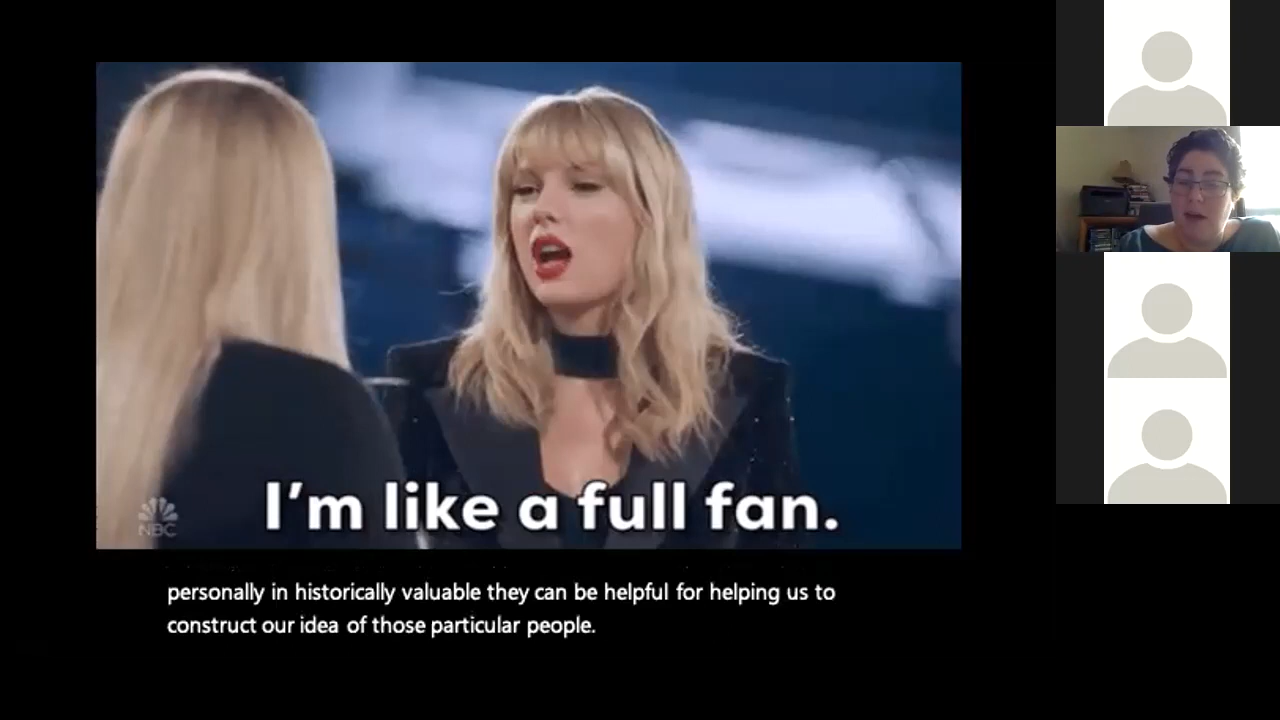 I'm like a full fan.
NBC
personally in historically valuable they can be helpful for helping us to
construct our idea of those particular people.